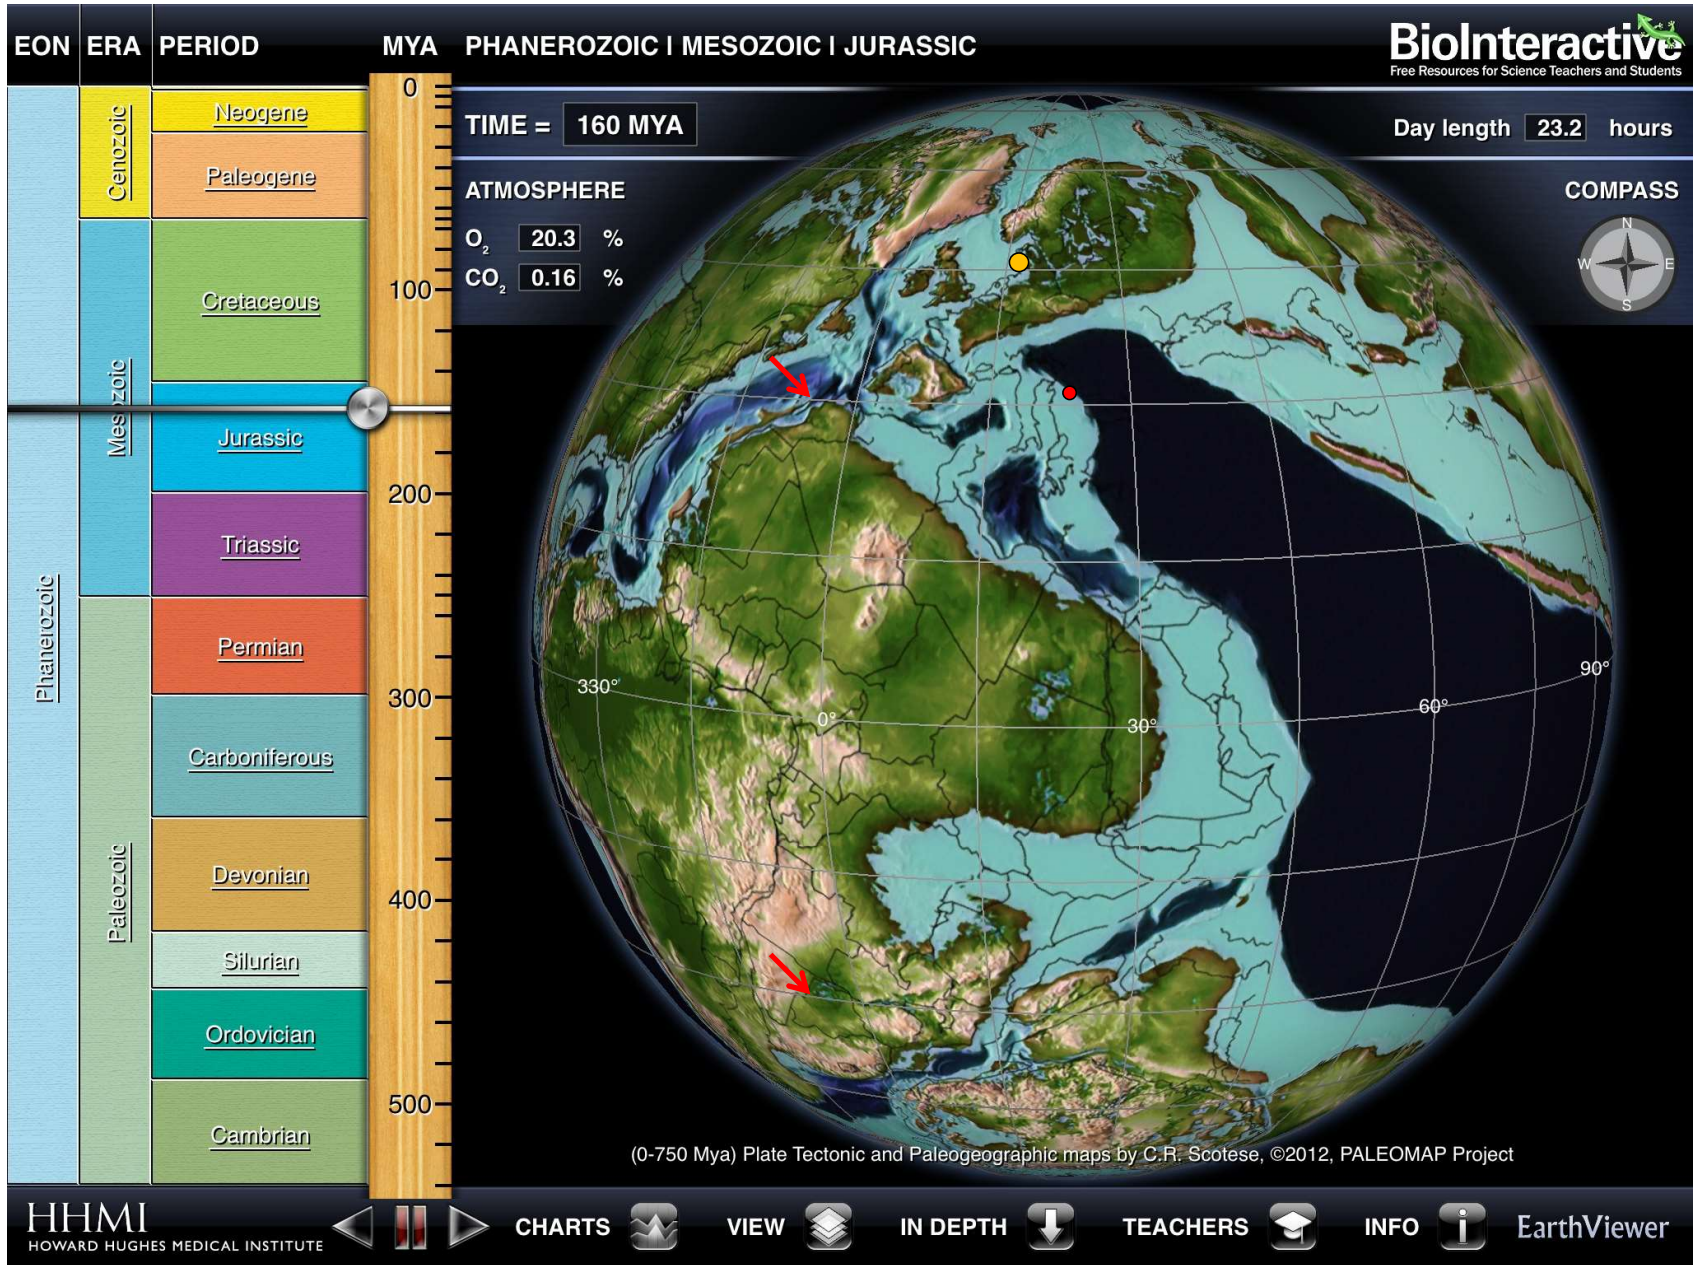 EON ERA PERIOD MYA PHANEROZOIC | MESOZOIC | JURASSIC
BioInteractive
Free Resources for Science Teachers and Students
TIME = 160 MYA
Day length 23.2 hours
ATMOSPHERE
O2 20.3 %
CO2 0.16 %
COMPASS
N
W E
S
Phanerozoic
Cenozoic
Mesozoic
Paleozoic
Neogene
Paleogene
Cretaceous
Jurassic
Triassic
Permian
Carboniferous
Devonian
Silurian
Ordovician
Cambrian
0
100
200
300
400
500
330° 0° 30° 60° 90°
(0-750 Mya) Plate Tectonic and Paleogeographic maps by C.R. Scotese, ©2012, PALEOMAP Project
HHMI
HOWARD HUGHES MEDICAL INSTITUTE
CHARTS VIEW IN DEPTH TEACHERS INFO i EarthViewer